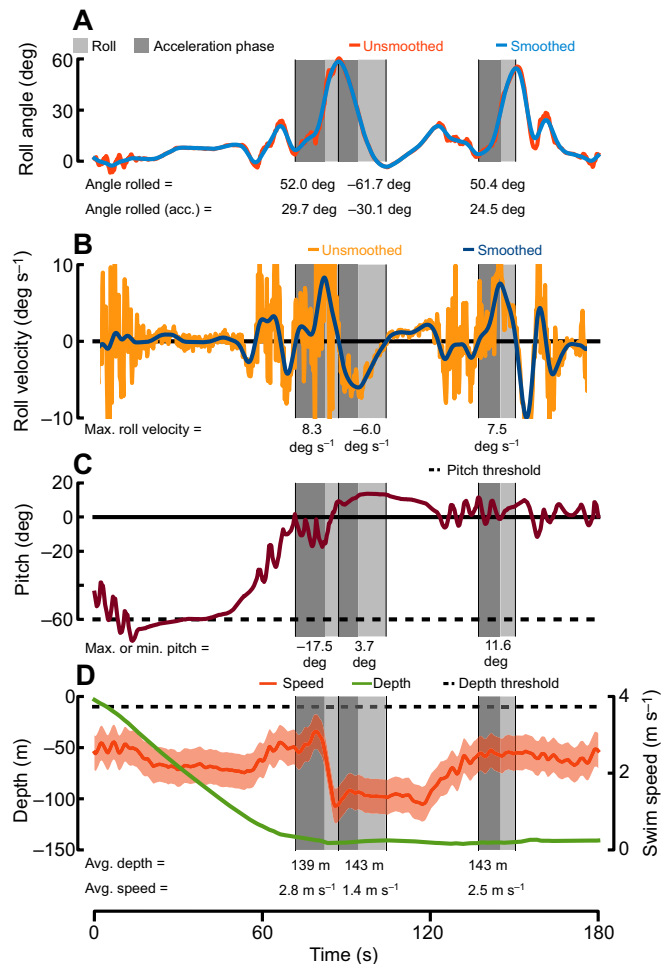 A
Roll Acceleration phase Unsmoothed Smoothed
60
30
0
Roll angle (deg)
Angle rolled = 52.0 deg –61.7 deg 50.4 deg
Angle rolled (acc.) = 29.7 deg –30.1 deg 24.5 deg
B
Unsmoothed Smoothed
10
0
–10
Roll velocity (deg s–1)
Max. roll velocity = 8.3 –6.0 7.5
deg s–1 deg s–1 deg s–1
C
Pitch threshold
20
0
–20
–60
Pitch (deg)
Max. or min. pitch = –17.5 3.7 11.6
deg deg deg
D
Speed Depth Depth threshold
0 4
–50
–100 2
–150 0
Depth (m)
Swim speed (m s–1)
Avg. depth = 139 m 143 m 143 m
Avg. speed = 2.8 m s–1 1.4 m s–1 2.5 m s–1
0 60 120 180
Time (s)